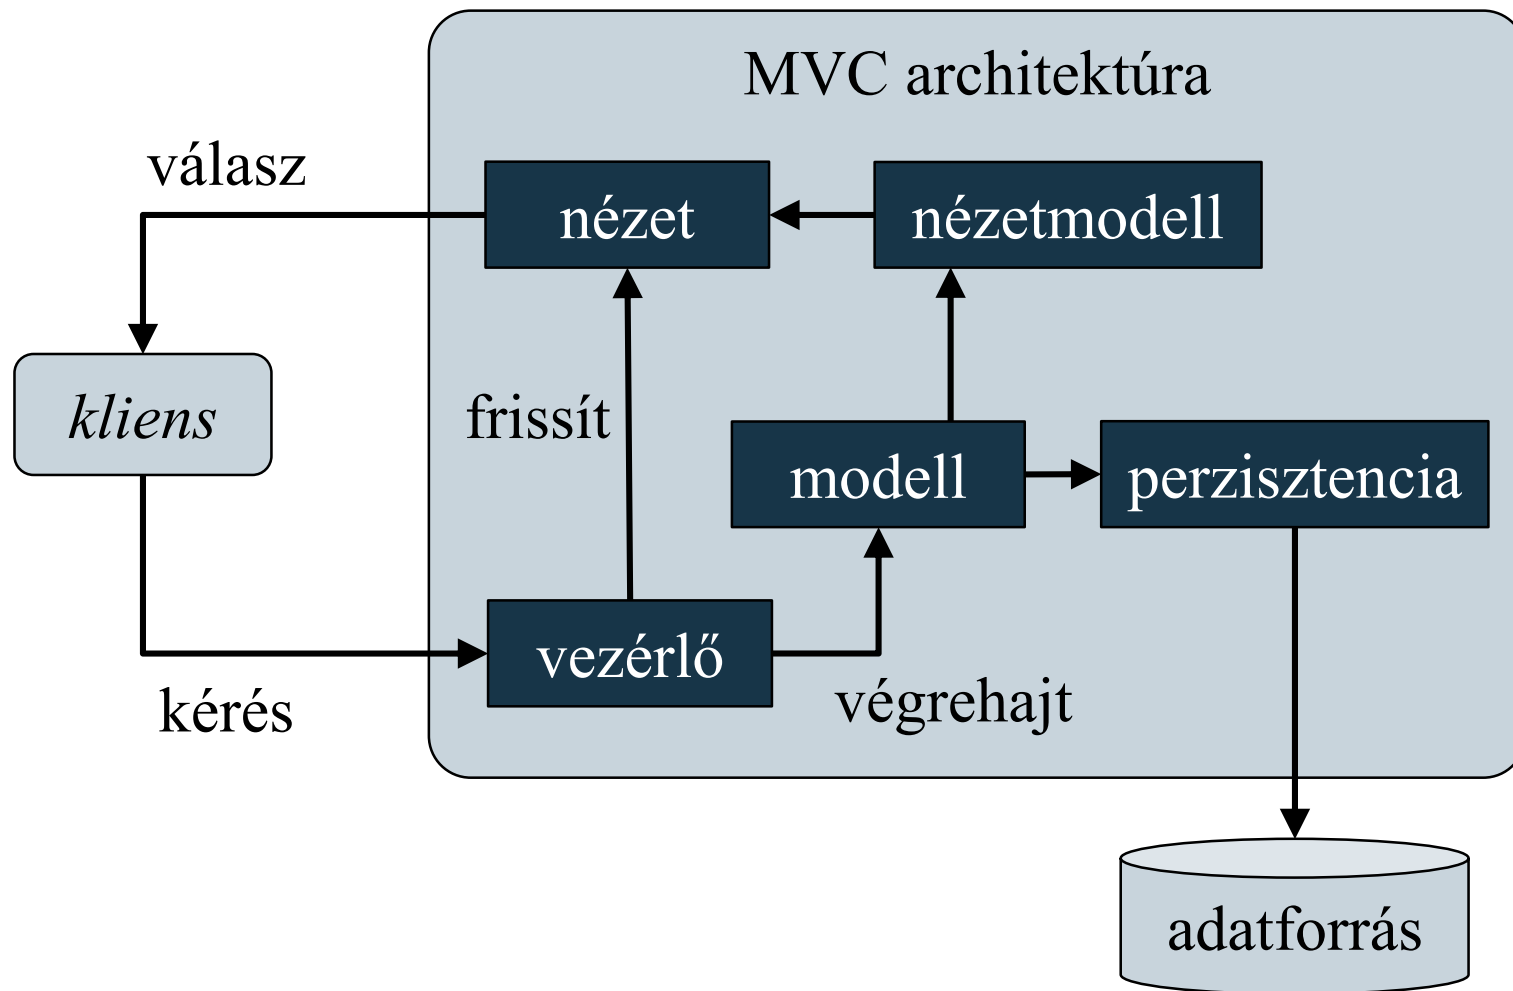 MVC architektúra
válasz
nézet
nézetmodell
kliens
frissít
modell
perzisztencia
vezérlő
végrehajt
kérés
adatforrás